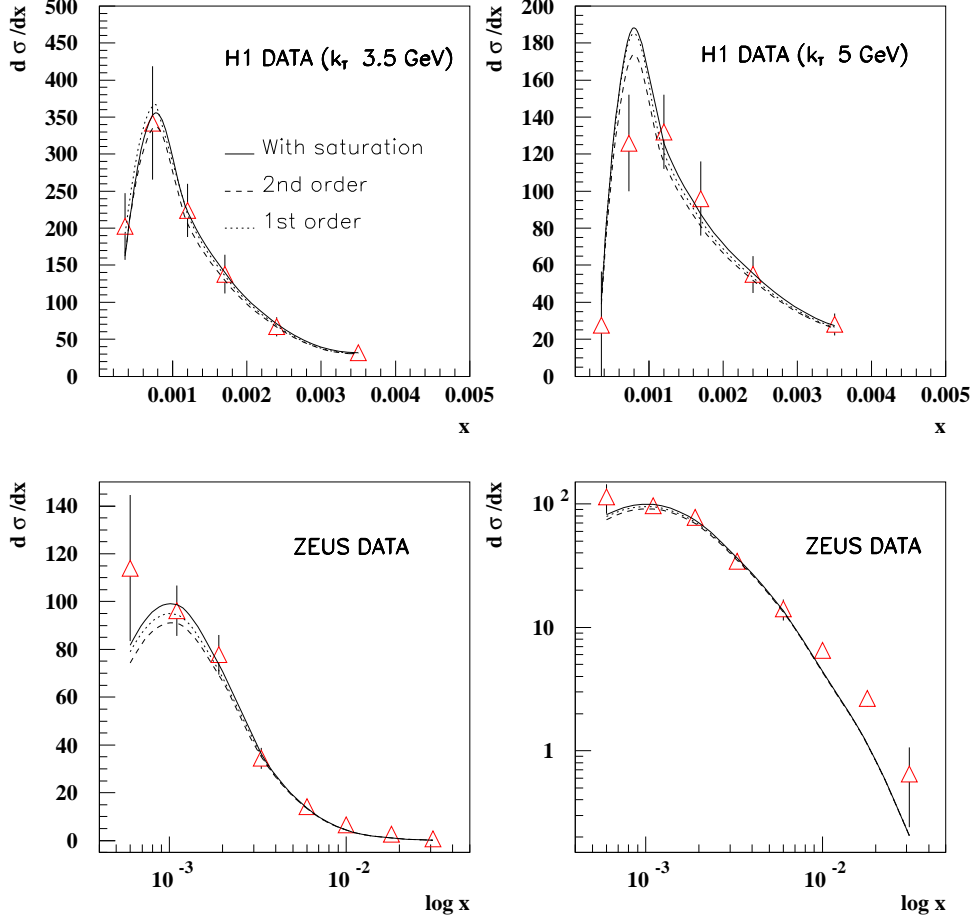 d σ/dx
500
450
400
350
300
250
200
150
100
50
0
H1 DATA (kT 3.5 GeV)
With saturation
2nd order
1st order
0.001 0.002 0.003 0.004 0.005
x
d σ/dx
200
180
160
140
120
100
80
60
40
20
0
H1 DATA (kT 5 GeV)
0.001 0.002 0.003 0.004 0.005
x
d σ/dx
140
120
100
80
60
40
20
0
ZEUS DATA
10^-3 10^-2
log x
d σ/dx
10^2
10
1
ZEUS DATA
10^-3 10^-2
log x